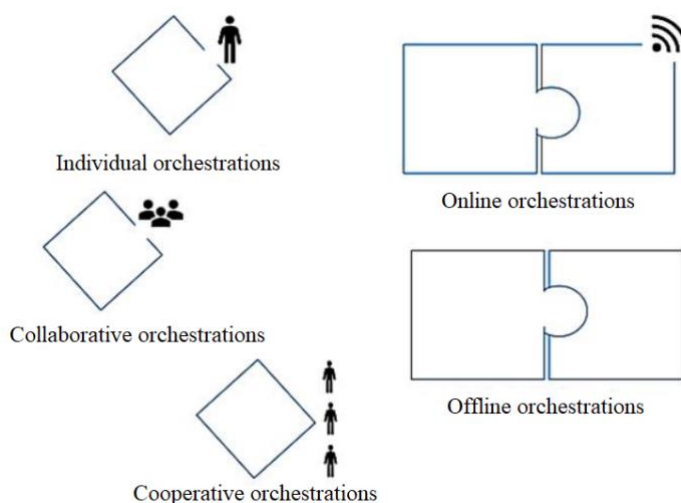 Individual orchestrations
Collaborative orchestrations
Cooperative orchestrations
Online orchestrations
Offline orchestrations